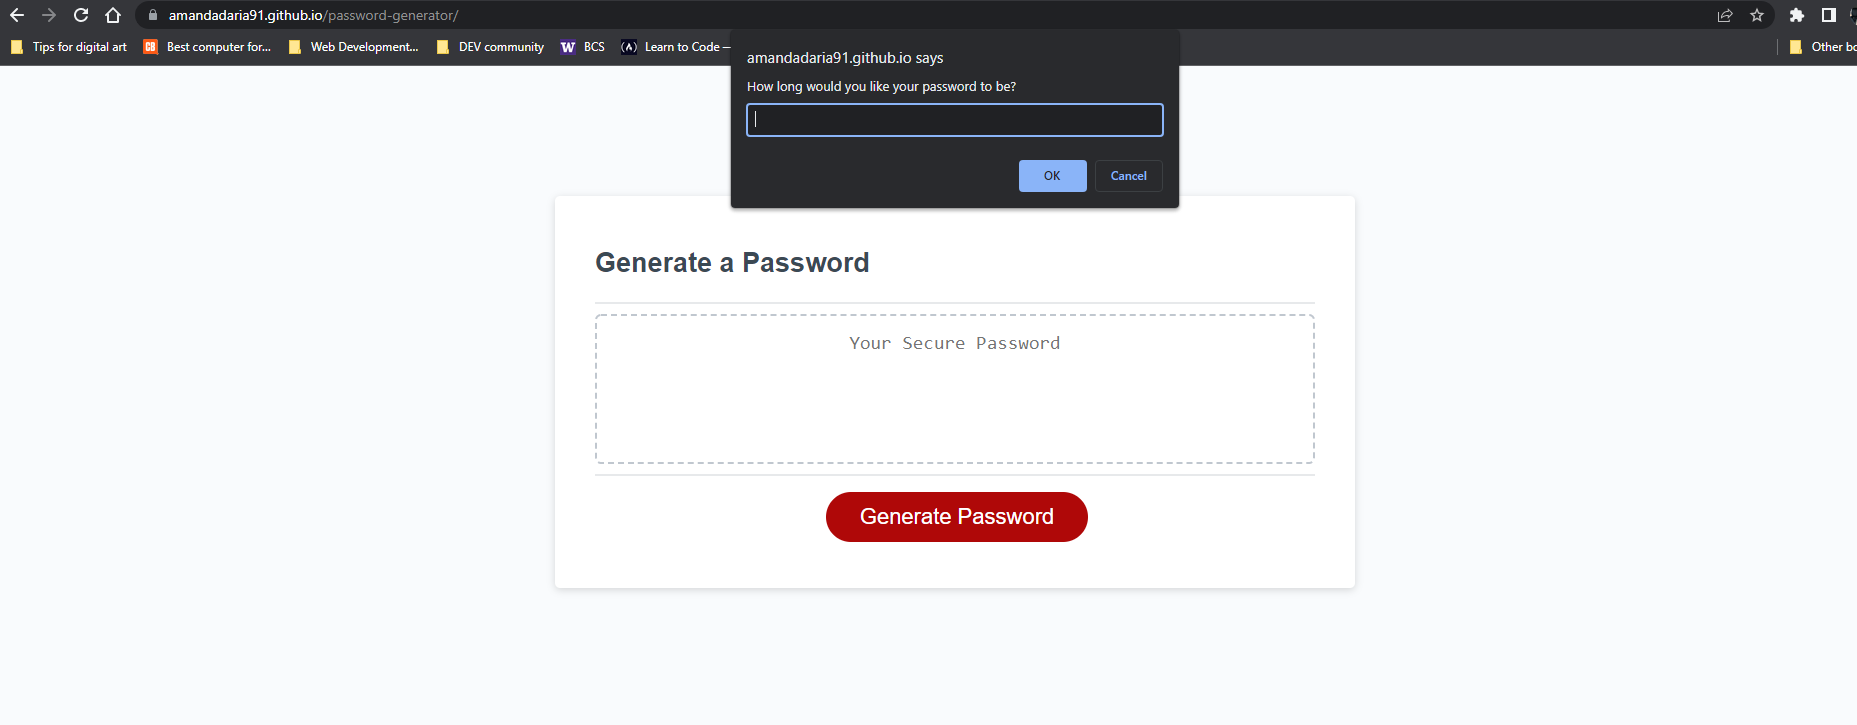 amandadaria91.github.io/password-generator/
Tips for digital art
CB
Best computer for...
Web Development...
DEV community
W
BCS
(A)
Learn to Code –
Other bo
amandadaria91.github.io says
How long would you like your password to be?
OK
Cancel
Generate a Password
Your Secure Password
Generate Password